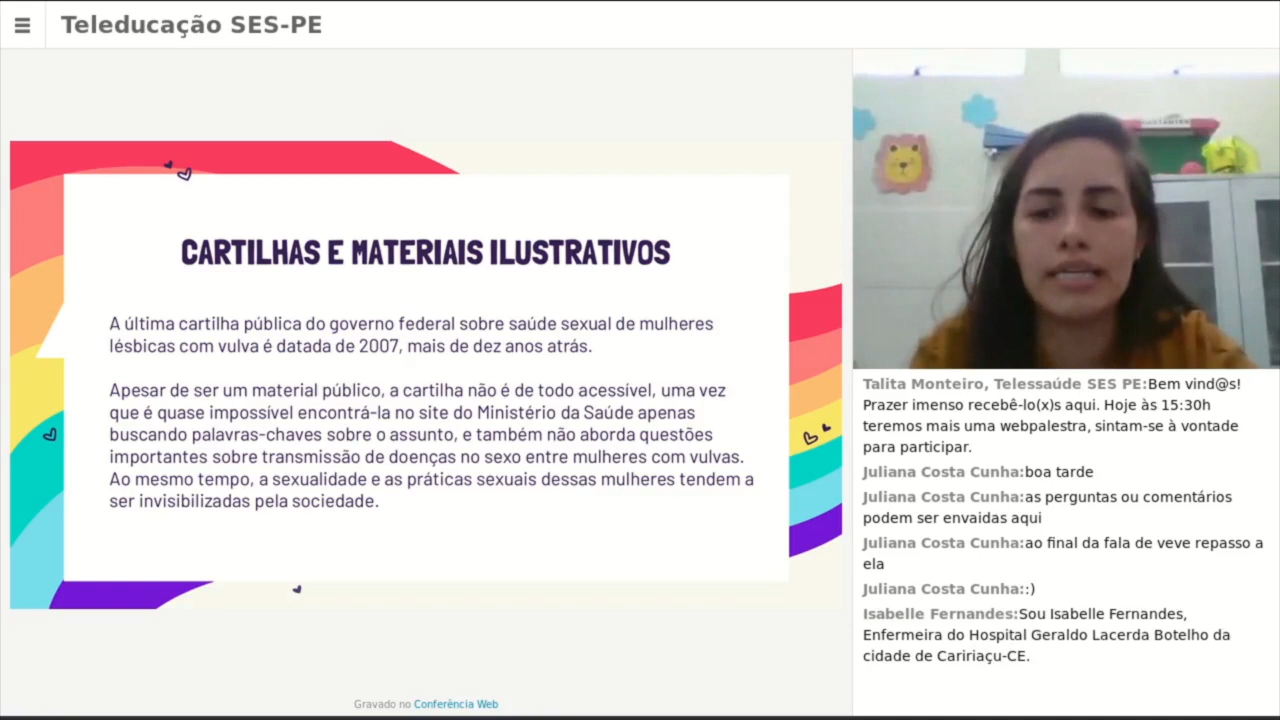 Teleducação SES-PE
CARTILHAS E MATERIAIS ILUSTRATIVOS
A última cartilha pública do governo federal sobre saúde sexual de mulheres
lésbicas com vulva é datada de 2007, mais de dez anos atrás.
Apesar de ser um material público, a cartilha não é de todo acessível, uma vez
que é quase impossível encontrá-la no site do Ministério da Saúde apenas
buscando palavras-chaves sobre o assunto, e também não aborda questões
importantes sobre transmissão de doenças no sexo entre mulheres com vulvas.
Ao mesmo tempo, a sexualidade e as práticas sexuais dessas mulheres tendem a
ser invisibilizadas pela sociedade.
Gravado no Conferência Web
Talita Monteiro, Telessaúde SES PE:Bem vind@s!
Prazer imenso recebê-lo(x)s aqui. Hoje às 15:30h
teremos mais uma webpalestra, sintam-se à vontade
para participar.
Juliana Costa Cunha:boa tarde
Juliana Costa Cunha:as perguntas ou comentários
podem ser envaidas aqui
Juliana Costa Cunha:ao final da fala de veve repasso a
ela
Juliana Costa Cunha::)
Isabelle Fernandes:Sou Isabelle Fernandes,
Enfermeira do Hospital Geraldo Lacerda Botelho da
cidade de Caririaçu-CE.